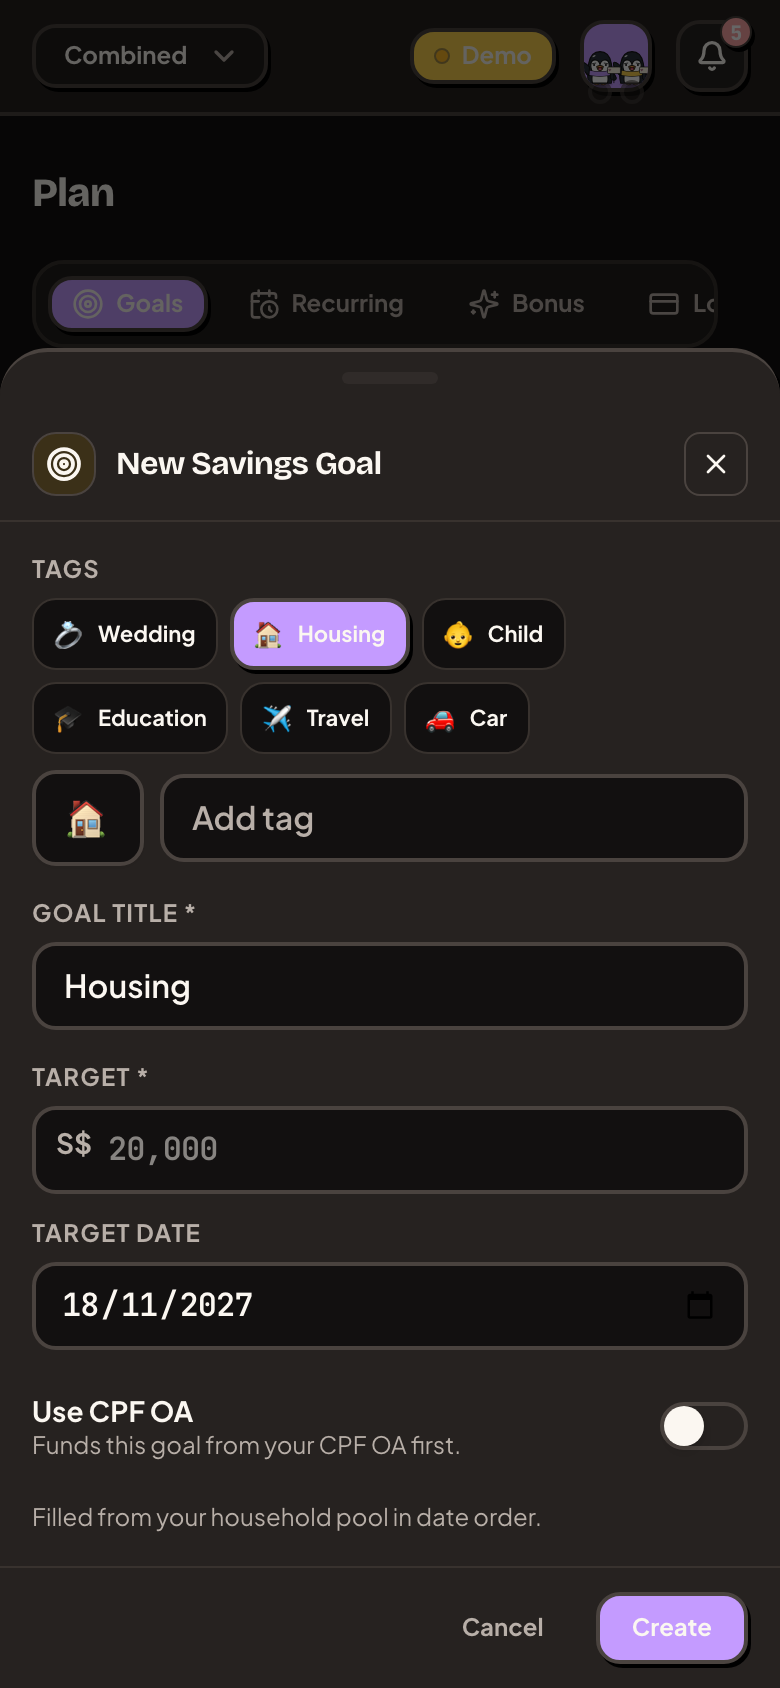 Combined
Demo
5
Plan
Goals
Recurring
Bonus
Lo
New Savings Goal
TAGS
Wedding
Housing
Child
Education
Travel
Car
Add tag
GOAL TITLE *
Housing
TARGET *
S$ 20,000
TARGET DATE
18/11/2027
Use CPF OA
Funds this goal from your CPF OA first.
Filled from your household pool in date order.
Cancel
Create